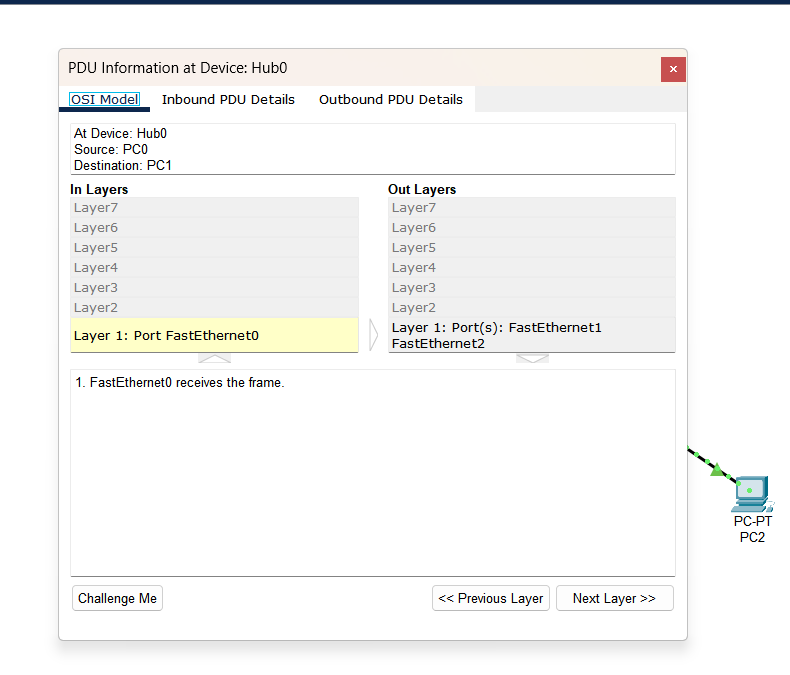 PDU Information at Device: Hub0
×
OSI Model Inbound PDU Details Outbound PDU Details
At Device: Hub0
Source: PC0
Destination: PC1
In Layers
Layer7
Layer6
Layer5
Layer4
Layer3
Layer2
Layer 1: Port FastEthernet0
Out Layers
Layer7
Layer6
Layer5
Layer4
Layer3
Layer2
Layer 1: Port(s): FastEthernet1
FastEthernet2
1. FastEthernet0 receives the frame.
Challenge Me << Previous Layer Next Layer >>
PC-PT
PC2